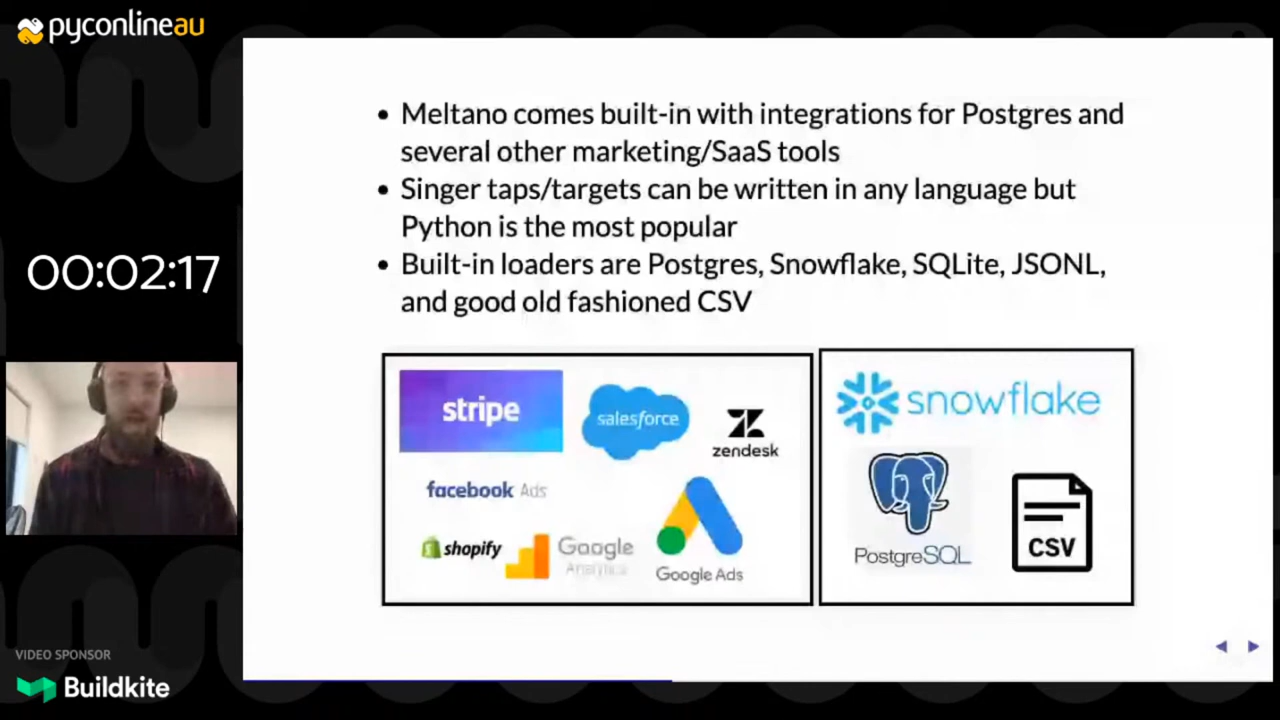 pyconlineau
Meltano comes built-in with integrations for Postgres and
several other marketing/SaaS tools
Singer taps/targets can be written in any language but
Python is the most popular
Built-in loaders are Postgres, Snowflake, SQLite, JSONL,
and good old fashioned CSV
00:02:17
stripe
salesforce
zendesk
facebook Ads
shopify
Google
Analytics
Google Ads
snowflake
PostgreSQL
CSV
VIDEO SPONSOR
Buildkite